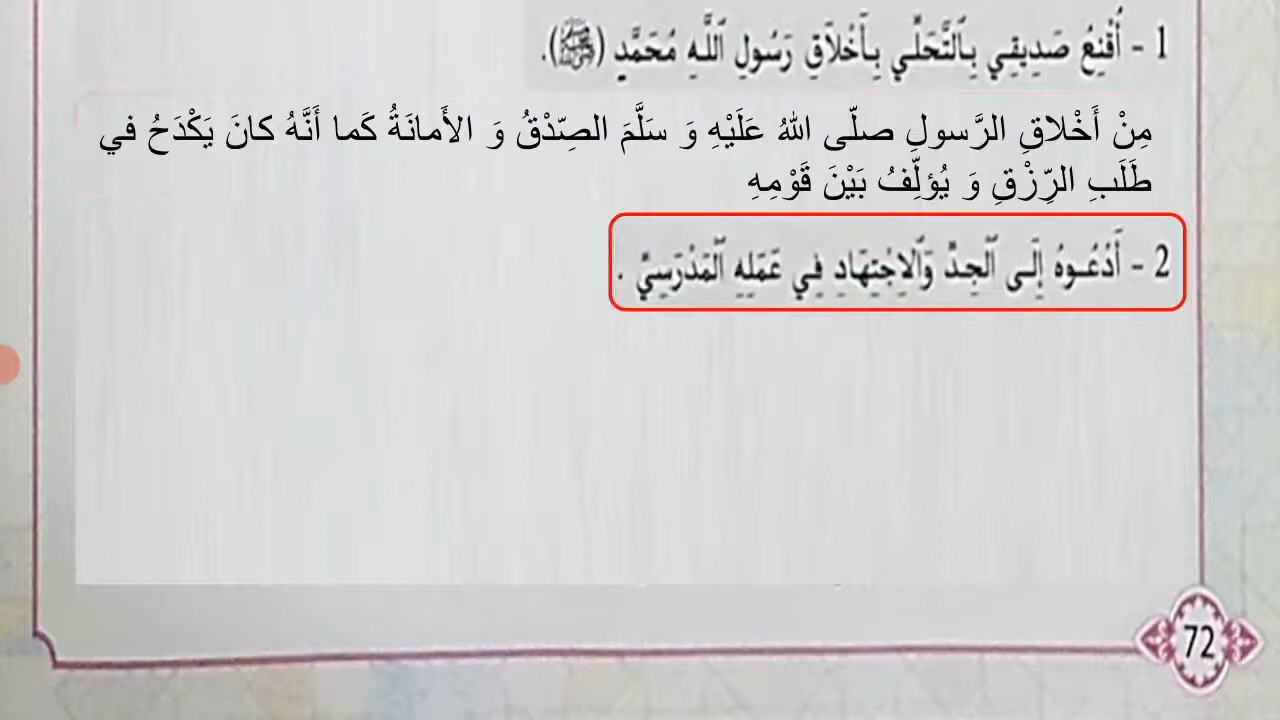 1 - أُقْنِعُ صَدِيقِي بِٱلتَّحَلِّي بِأَخْلَاقِ رَسُولِ ٱللَّهِ مُحَمَّدٍ (ﷺ).
مِنْ أَخْلاقِ الرَّسولِ صلّى اللهُ عَلَيْهِ وَ سَلَّمَ الصِّدْقُ وَ الأَمانَةُ كَما أَنَّهُ كانَ يَكْدَحُ في
طَلَبِ الرِّزْقِ وَ يُؤلِّفُ بَيْنَ قَوْمِهِ
2 - أَدْعُوهُ إِلَى ٱلْجِدِّ وَٱلِاجْتِهَادِ فِي عَمَلِهِ ٱلْمَدْرَسِيِّ .
72